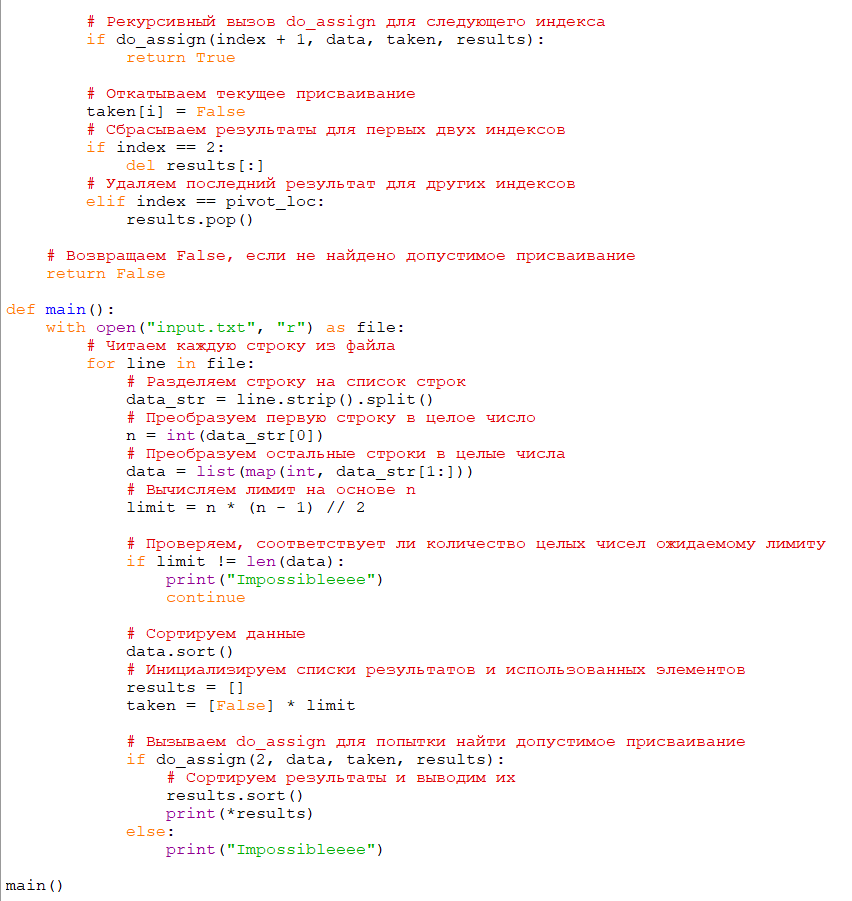 # Рекурсивный вызов do_assign для следующего индекса
if do_assign(index + 1, data, taken, results):
return True
# Откатываем текущее присваивание
taken[i] = False
# Сбрасываем результаты для первых двух индексов
if index == 2:
del results[:]
# Удаляем последний результат для других индексов
elif index == pivot_loc:
results.pop()
# Возвращаем False, если не найдено допустимое присваивание
return False
def main():
with open("input.txt", "r") as file:
# Читаем каждую строку из файла
for line in file:
# Разделяем строку на список строк
data_str = line.strip().split()
# Преобразуем первую строку в целое число
n = int(data_str[0])
# Преобразуем остальные строки в целые числа
data = list(map(int, data_str[1:]))
# Вычисляем лимит на основе n
limit = n * (n - 1) // 2
# Проверяем, соответствует ли количество целых чисел ожидаемому лимиту
if limit != len(data):
print("Impossibleeee")
continue
# Сортируем данные
data.sort()
# Инициализируем списки результатов и использованных элементов
results = []
taken = [False] * limit
# Вызываем do_assign для попытки найти допустимое присваивание
if do_assign(2, data, taken, results):
# Сортируем результаты и выводим их
results.sort()
print(*results)
else:
print("Impossibleeee")
main()